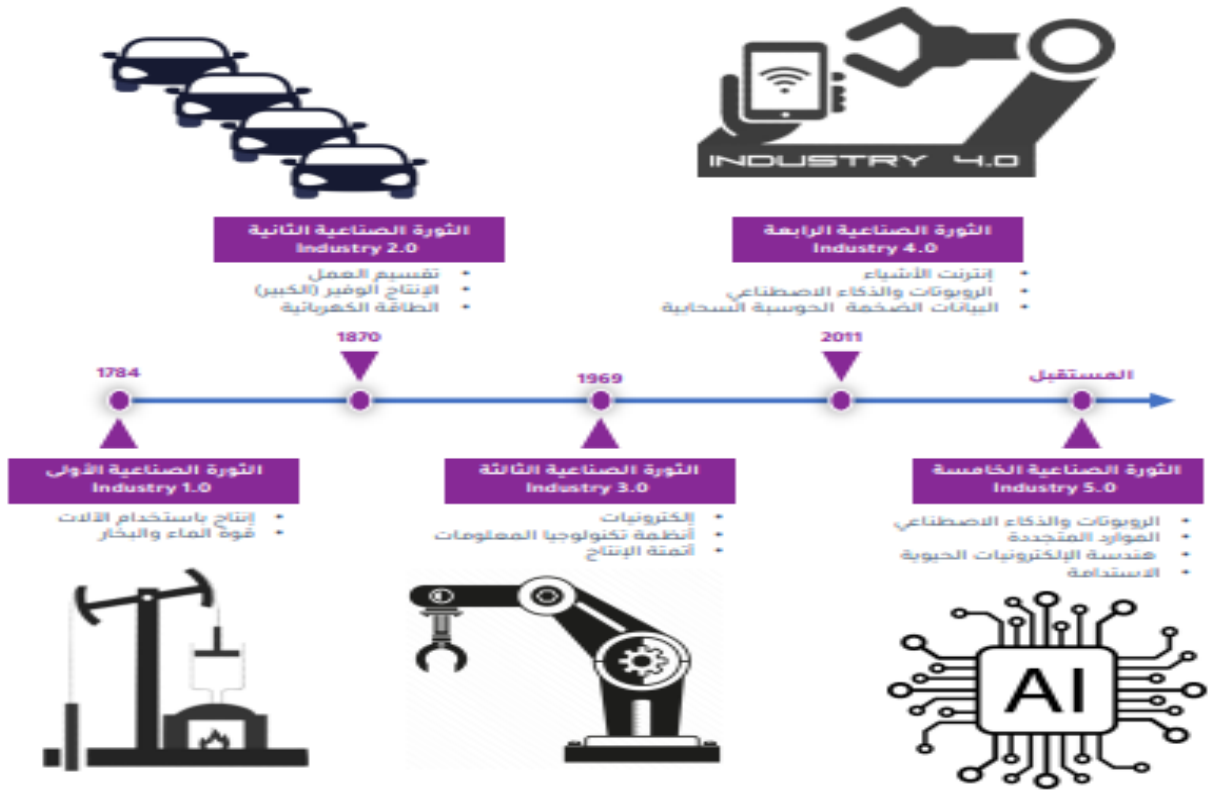 INDUSTRY 4.0
الثورة الصناعية الثانية
Industry 2.0
• تقسيم العمل
• الإنتاج الوفير (الكبير)
• الطاقة الكهربائية
1870
الثورة الصناعية الرابعة
Industry 4.0
• إنترنت الأشياء
• الروبوتات والذكاء الاصطناعي
• البيانات الضخمة الحوسبة السحابية
2011
1784
1969
المستقبل
الثورة الصناعية الأولى
Industry 1.0
• إنتاج باستخدام الآلات
• قوة الماء والبخار
الثورة الصناعية الثالثة
Industry 3.0
• إلكترونيات
• أنظمة تكنولوجيا المعلومات
• أتمتة الإنتاج
الثورة الصناعية الخامسة
Industry 5.0
• الروبوتات والذكاء الاصطناعي
• الموارد المتجددة
• هندسة الإلكترونيات الحيوية
• الاستدامة
AI